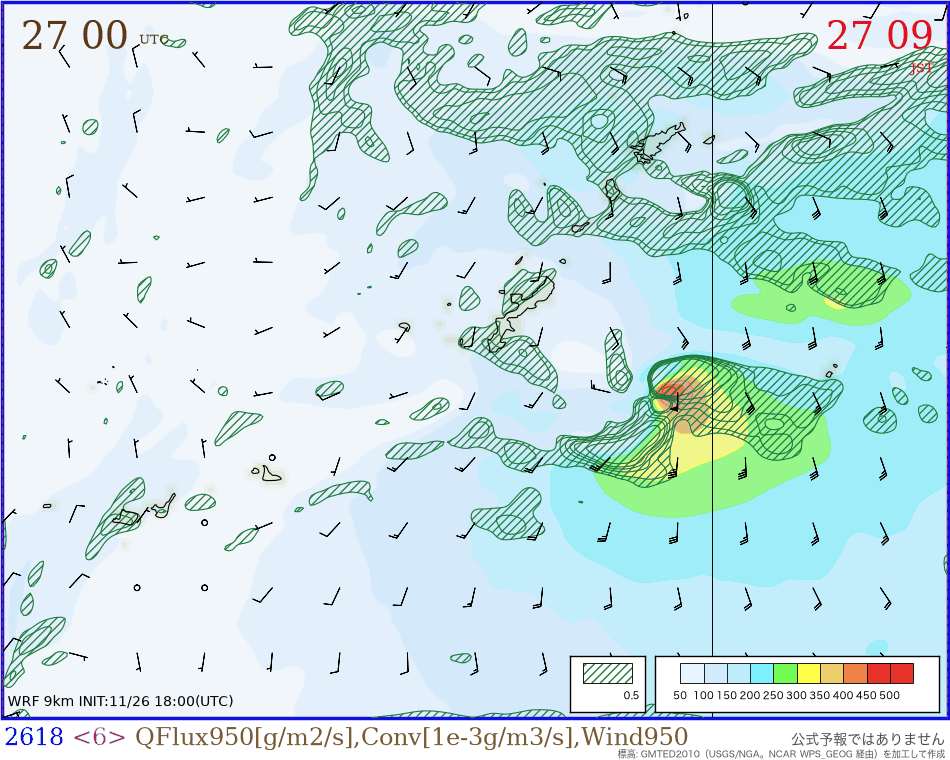 27 00 UTC
27 09
JST
0.5
50 100 150 200 250 300 350 400 450 500
WRF 9km INIT:11/26 18:00(UTC)
2618 <6> QFlux950[g/m2/s],Conv[1e-3g/m3/s],Wind950
公式予報ではありません
標高: GMTED2010（USGS/NGA。NCAR WPS_GEOG 経由）を加工して作成